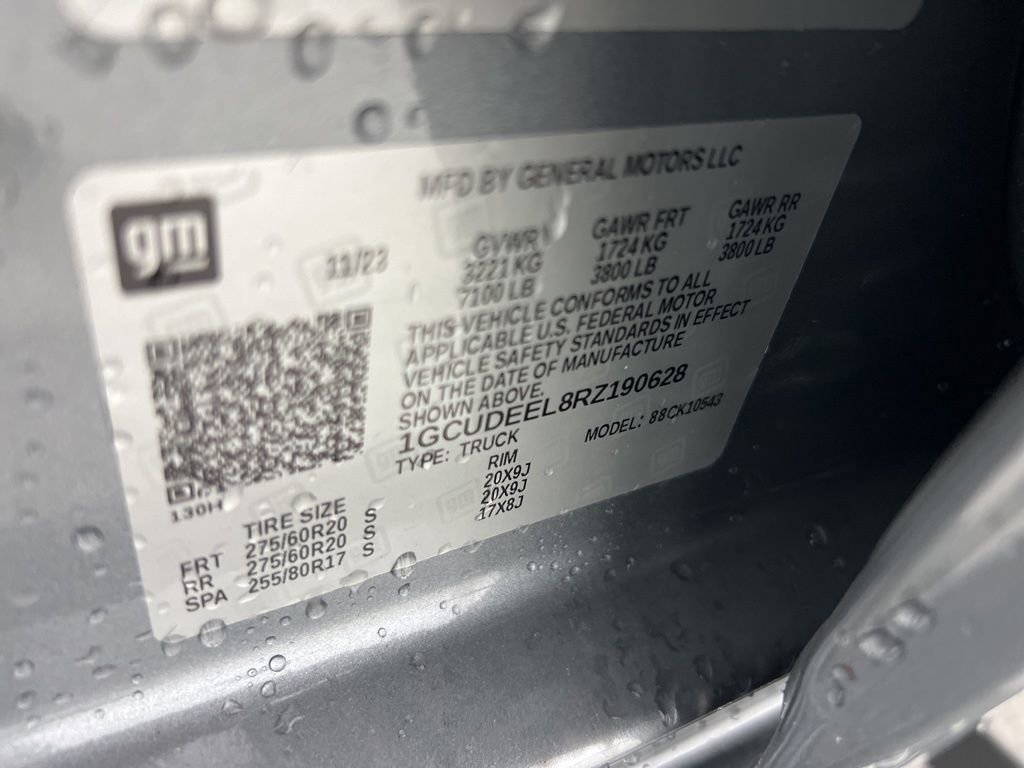 gm
MFD BY GENERAL MOTORS LLC
11/23
GVWR GAWR FRT GAWR RR
3221 KG 1724 KG 1724 KG
7100 LB 3800 LB 3800 LB
THIS VEHICLE CONFORMS TO ALL
APPLICABLE U.S. FEDERAL MOTOR
VEHICLE SAFETY STANDARDS IN EFFECT
ON THE DATE OF MANUFACTURE
SHOWN ABOVE.
1GCUDEEL8RZ190628
TYPE: TRUCK MODEL: 88CK10543
130H
TIRE SIZE RIM
FRT 275/60R20 S 20X9J
RR 275/60R20 S 20X9J
SPA 255/80R17 S 17X8J